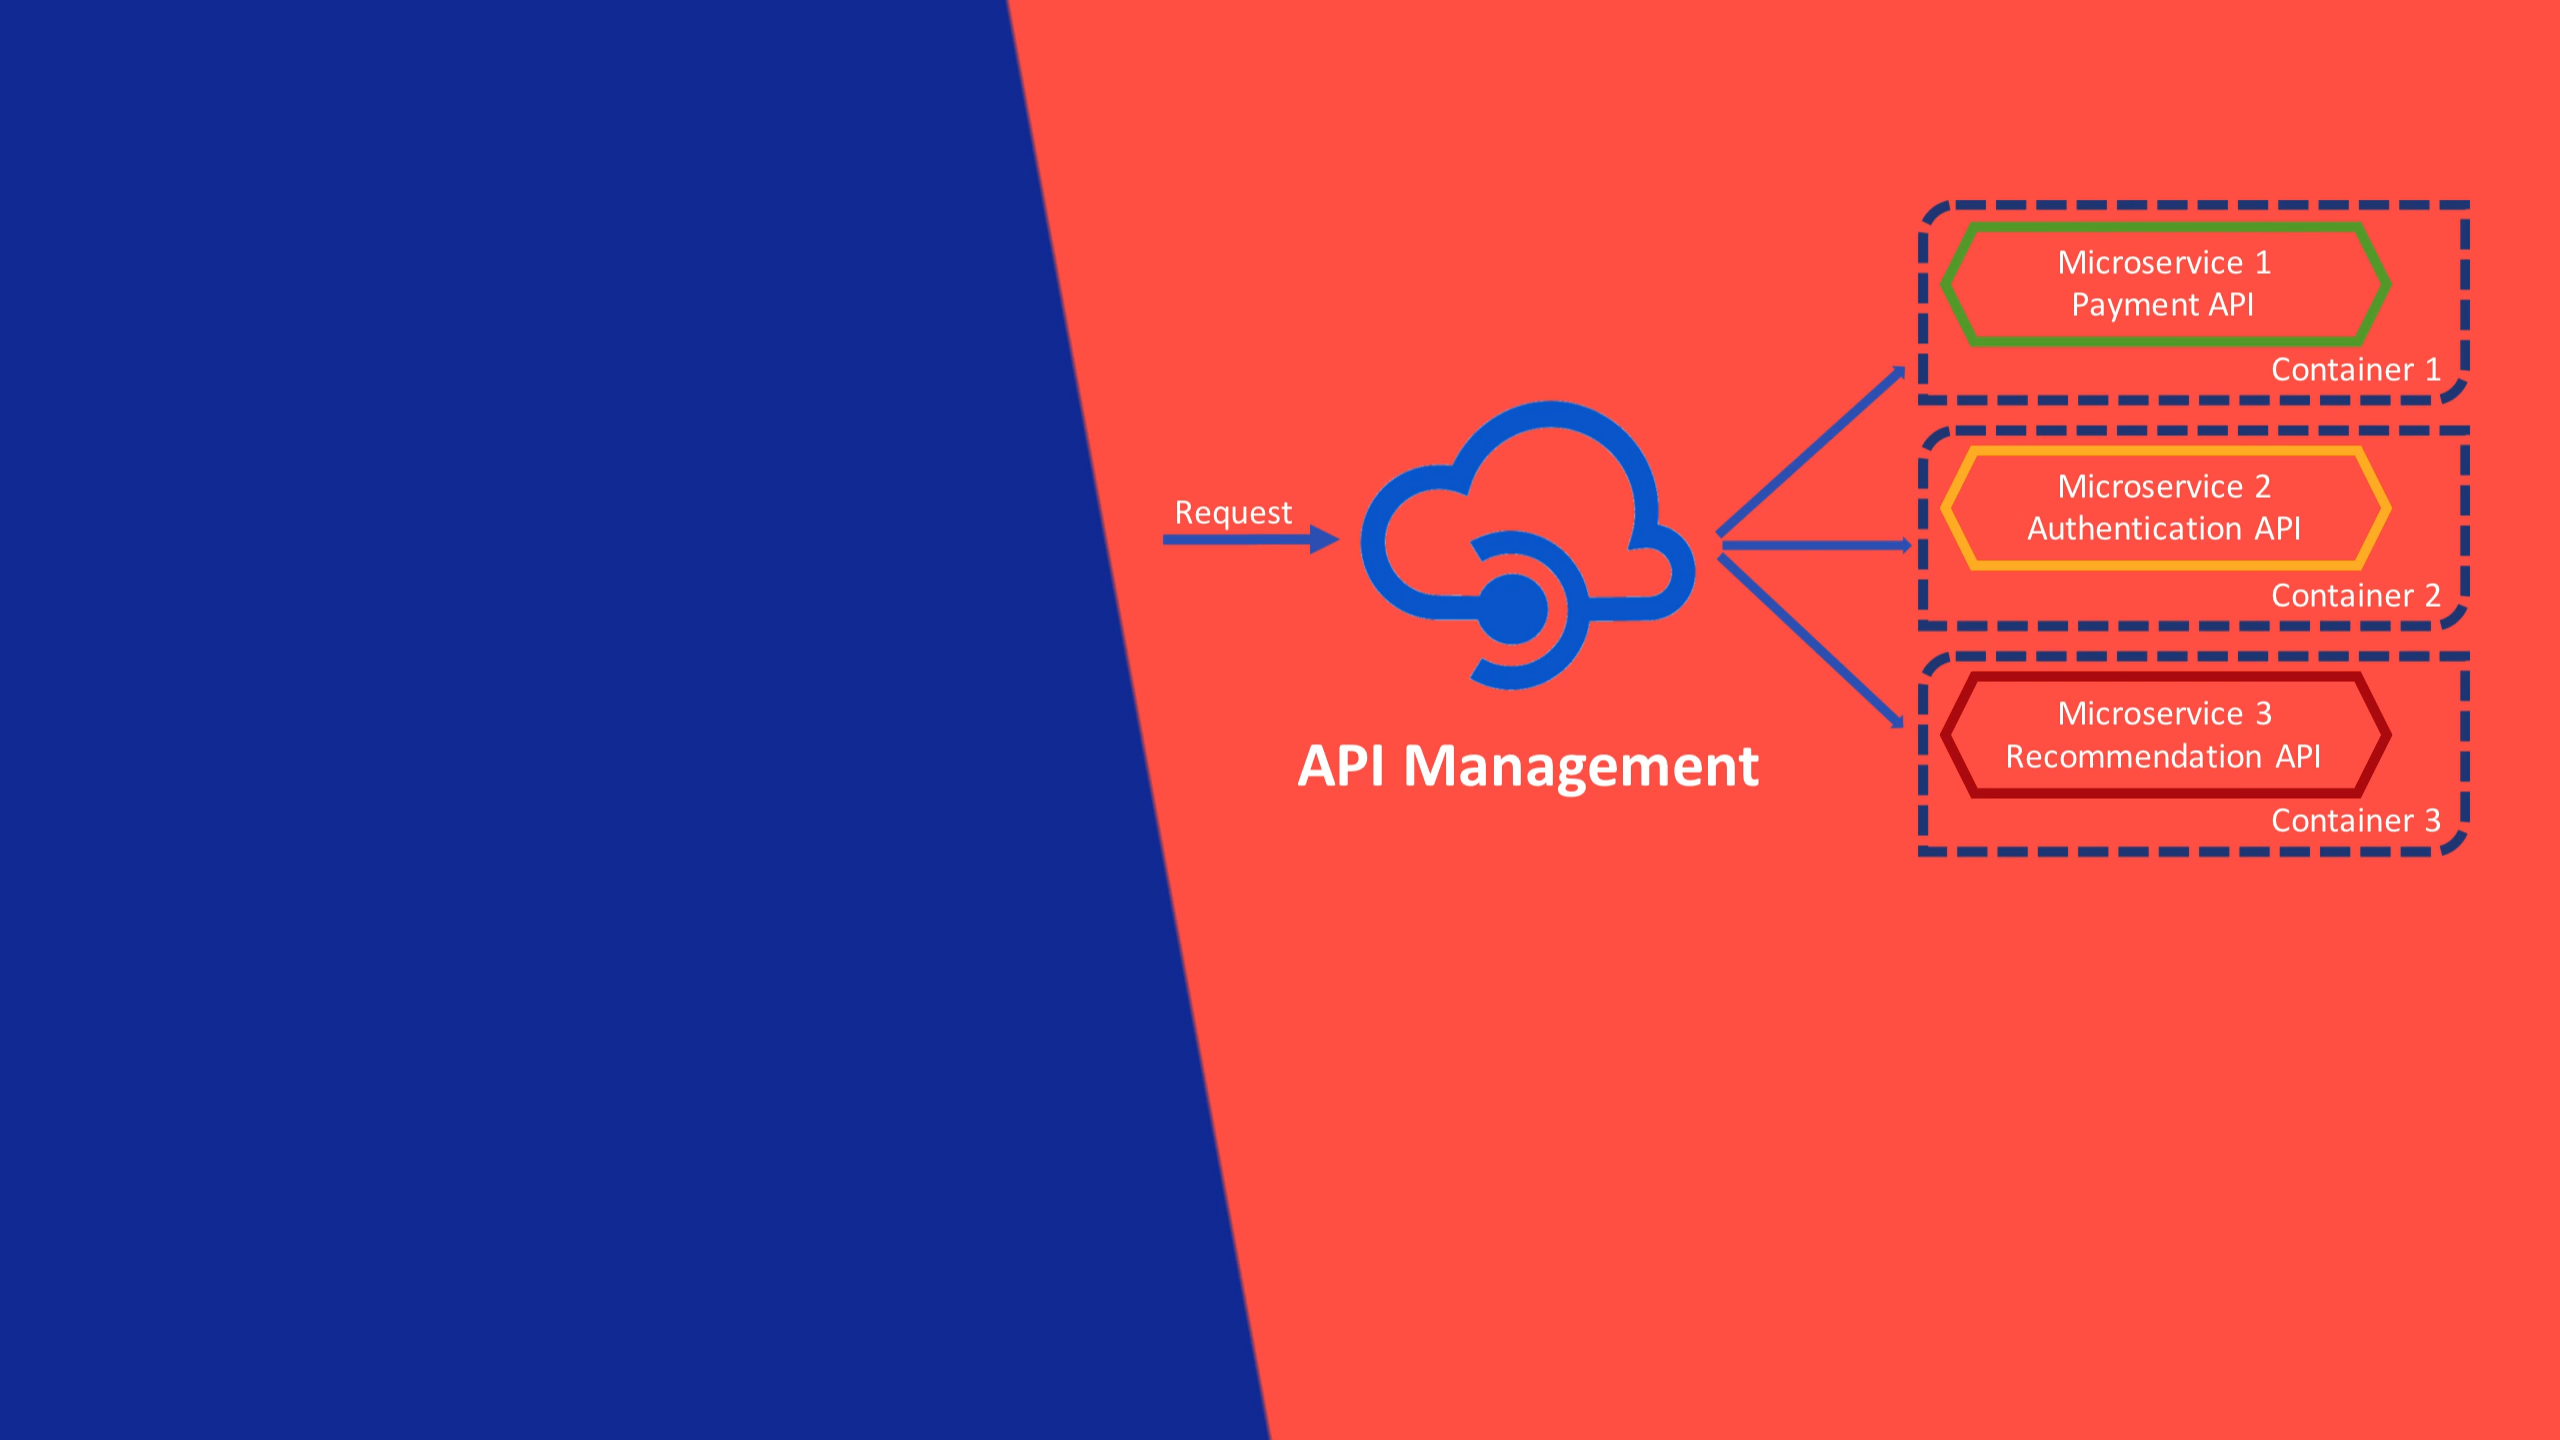 Request
API Management
Microservice 1
Payment API
Container 1
Microservice 2
Authentication API
Container 2
Microservice 3
Recommendation API
Container 3